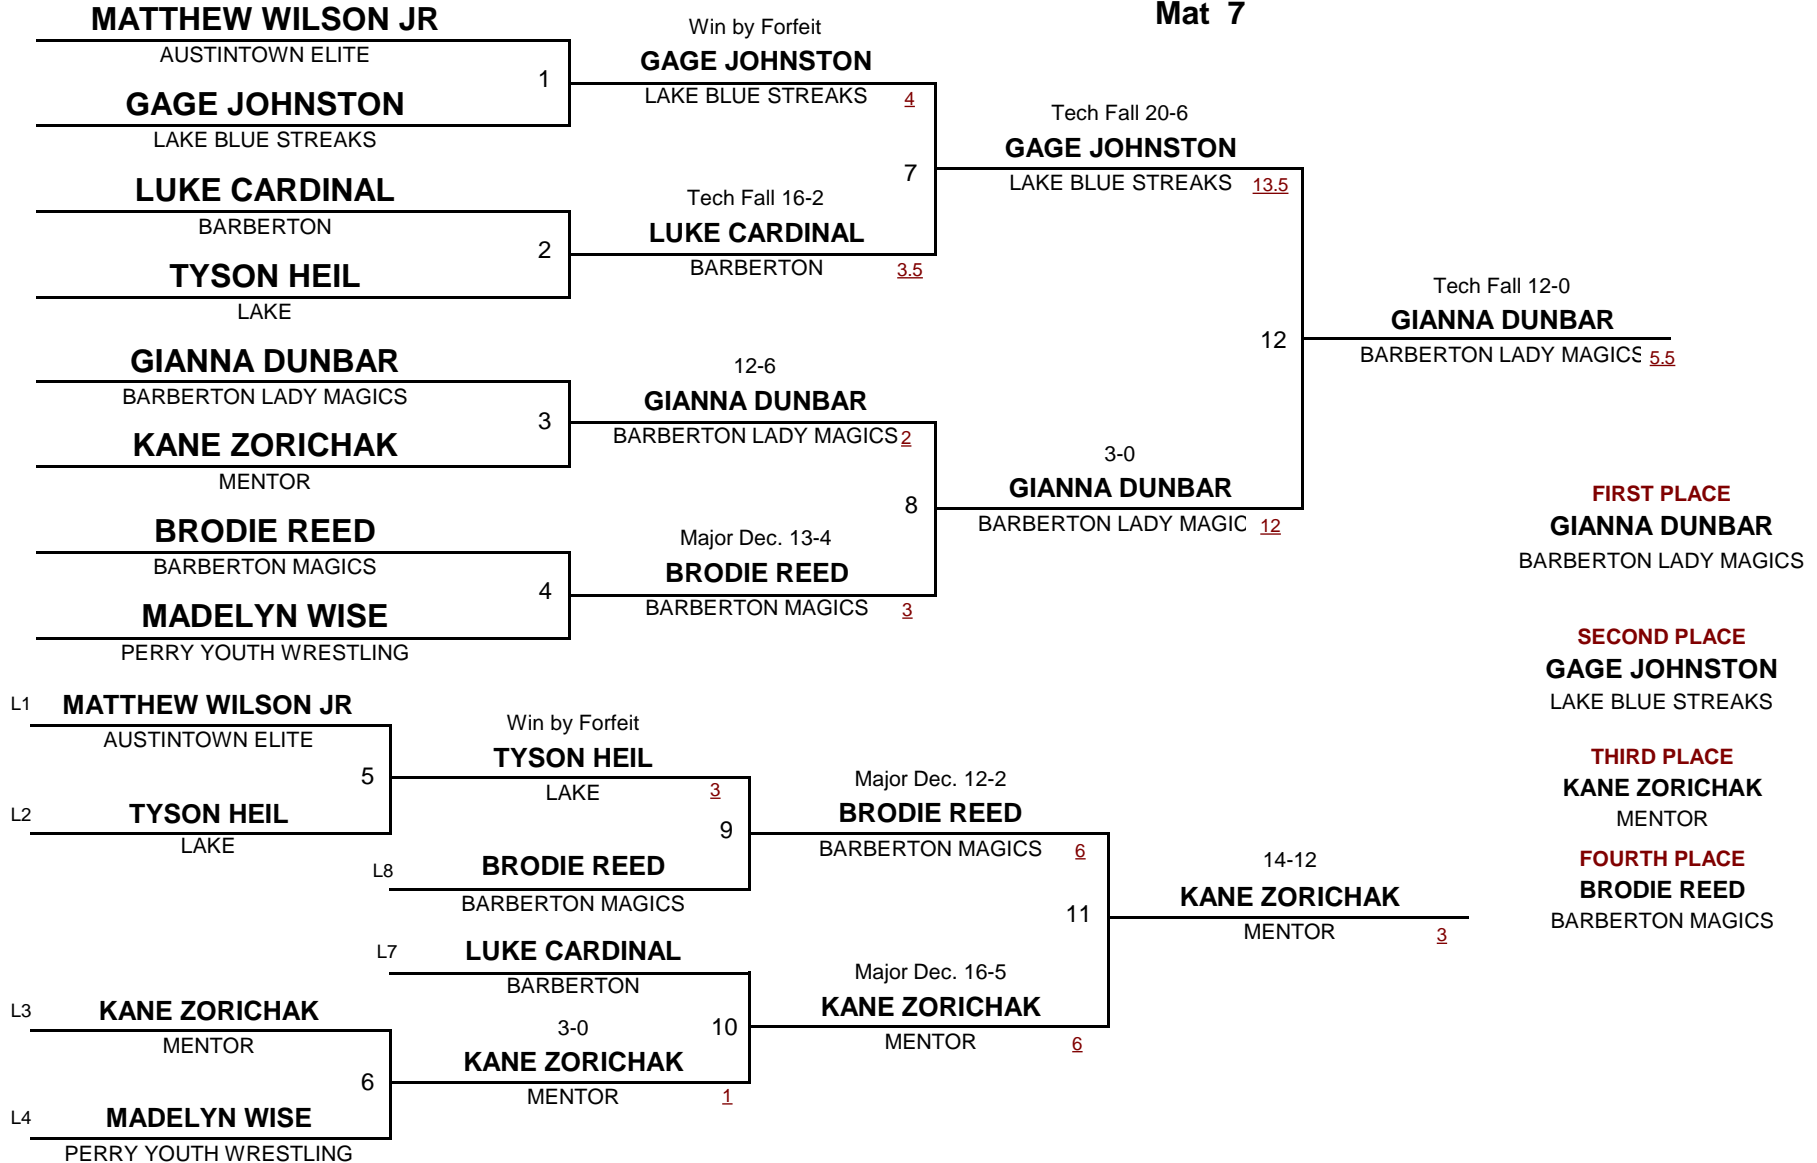 Mat 7
MATTHEW WILSON JR
AUSTINTOWN ELITE
1
GAGE JOHNSTON
LAKE BLUE STREAKS
LUKE CARDINAL
BARBERTON
2
TYSON HEIL
LAKE
GIANNA DUNBAR
BARBERTON LADY MAGICS
3
KANE ZORICHAK
MENTOR
BRODIE REED
BARBERTON MAGICS
4
MADELYN WISE
PERRY YOUTH WRESTLING
Win by Forfeit
GAGE JOHNSTON
LAKE BLUE STREAKS 4
7
Tech Fall 16-2
LUKE CARDINAL
BARBERTON 3.5
12-6
GIANNA DUNBAR
BARBERTON LADY MAGICS 2
8
Major Dec. 13-4
BRODIE REED
BARBERTON MAGICS 3
Tech Fall 20-6
GAGE JOHNSTON
LAKE BLUE STREAKS 13.5
12
3-0
GIANNA DUNBAR
BARBERTON LADY MAGIC 12
Tech Fall 12-0
GIANNA DUNBAR
BARBERTON LADY MAGICS 5.5
FIRST PLACE
GIANNA DUNBAR
BARBERTON LADY MAGICS
SECOND PLACE
GAGE JOHNSTON
LAKE BLUE STREAKS
THIRD PLACE
KANE ZORICHAK
MENTOR
FOURTH PLACE
BRODIE REED
BARBERTON MAGICS
L1 MATTHEW WILSON JR
AUSTINTOWN ELITE
5
L2 TYSON HEIL
LAKE
L3 KANE ZORICHAK
MENTOR
6
L4 MADELYN WISE
PERRY YOUTH WRESTLING
Win by Forfeit
TYSON HEIL
LAKE 3
9
L8 BRODIE REED
BARBERTON MAGICS
L7 LUKE CARDINAL
BARBERTON
10
3-0
KANE ZORICHAK
MENTOR 1
Major Dec. 12-2
BRODIE REED
BARBERTON MAGICS 6
11
Major Dec. 16-5
KANE ZORICHAK
MENTOR 6
14-12
KANE ZORICHAK
MENTOR 3